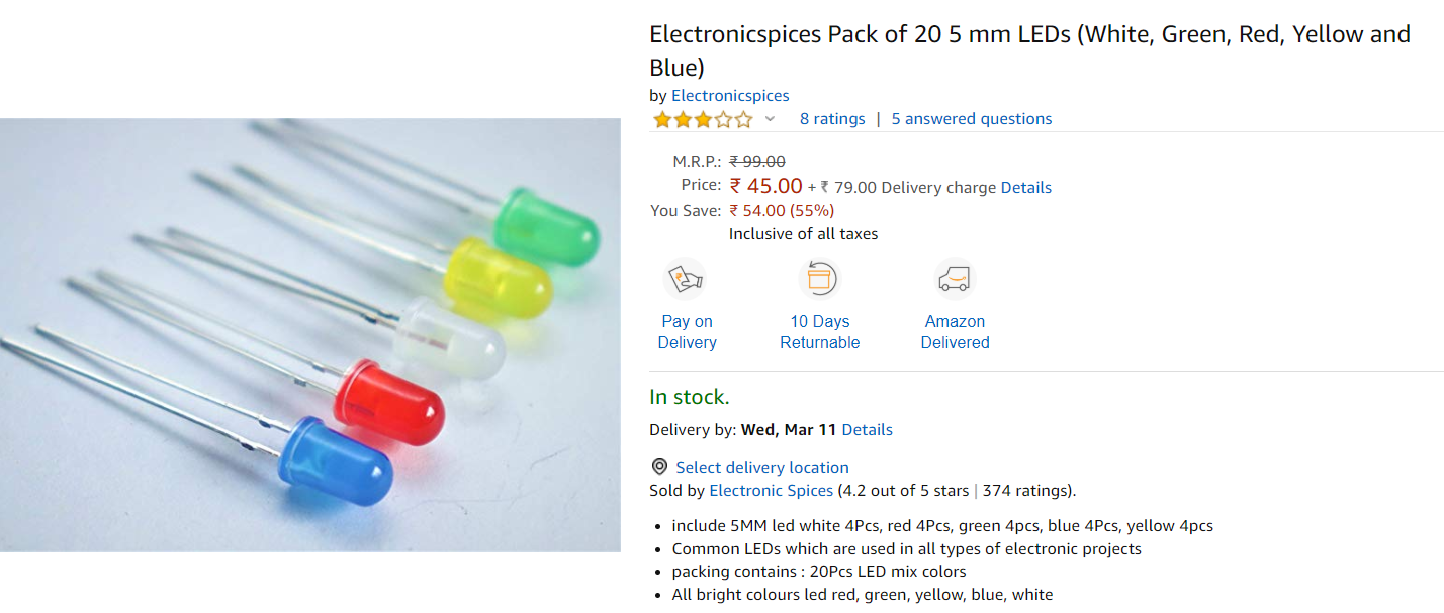 Electronicspices Pack of 20 5 mm LEDs (White, Green, Red, Yellow and
Blue)
by Electronicspices
8 ratings | 5 answered questions
M.R.P.: ₹ 99.00
Price: ₹ 45.00 + ₹ 79.00 Delivery charge Details
You Save: ₹ 54.00 (55%)
Inclusive of all taxes
Pay on
Delivery
10 Days
Returnable
Amazon
Delivered
In stock.
Delivery by: Wed, Mar 11 Details
Select delivery location
Sold by Electronic Spices (4.2 out of 5 stars | 374 ratings).
• include 5MM led white 4Pcs, red 4Pcs, green 4pcs, blue 4Pcs, yellow 4pcs
• Common LEDs which are used in all types of electronic projects
• packing contains : 20Pcs LED mix colors
• All bright colours led red, green, yellow, blue, white